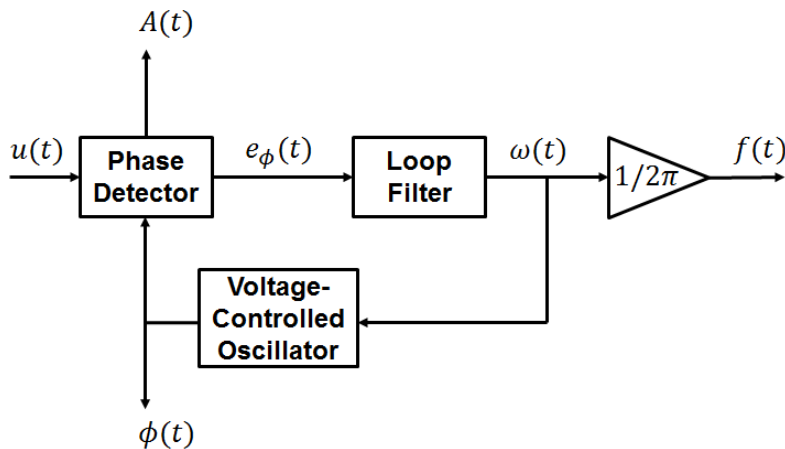 A(t)
u(t)
Phase
Detector
e_ϕ(t)
Loop
Filter
ω(t)
1/2π
f(t)
Voltage-
Controlled
Oscillator
ϕ(t)